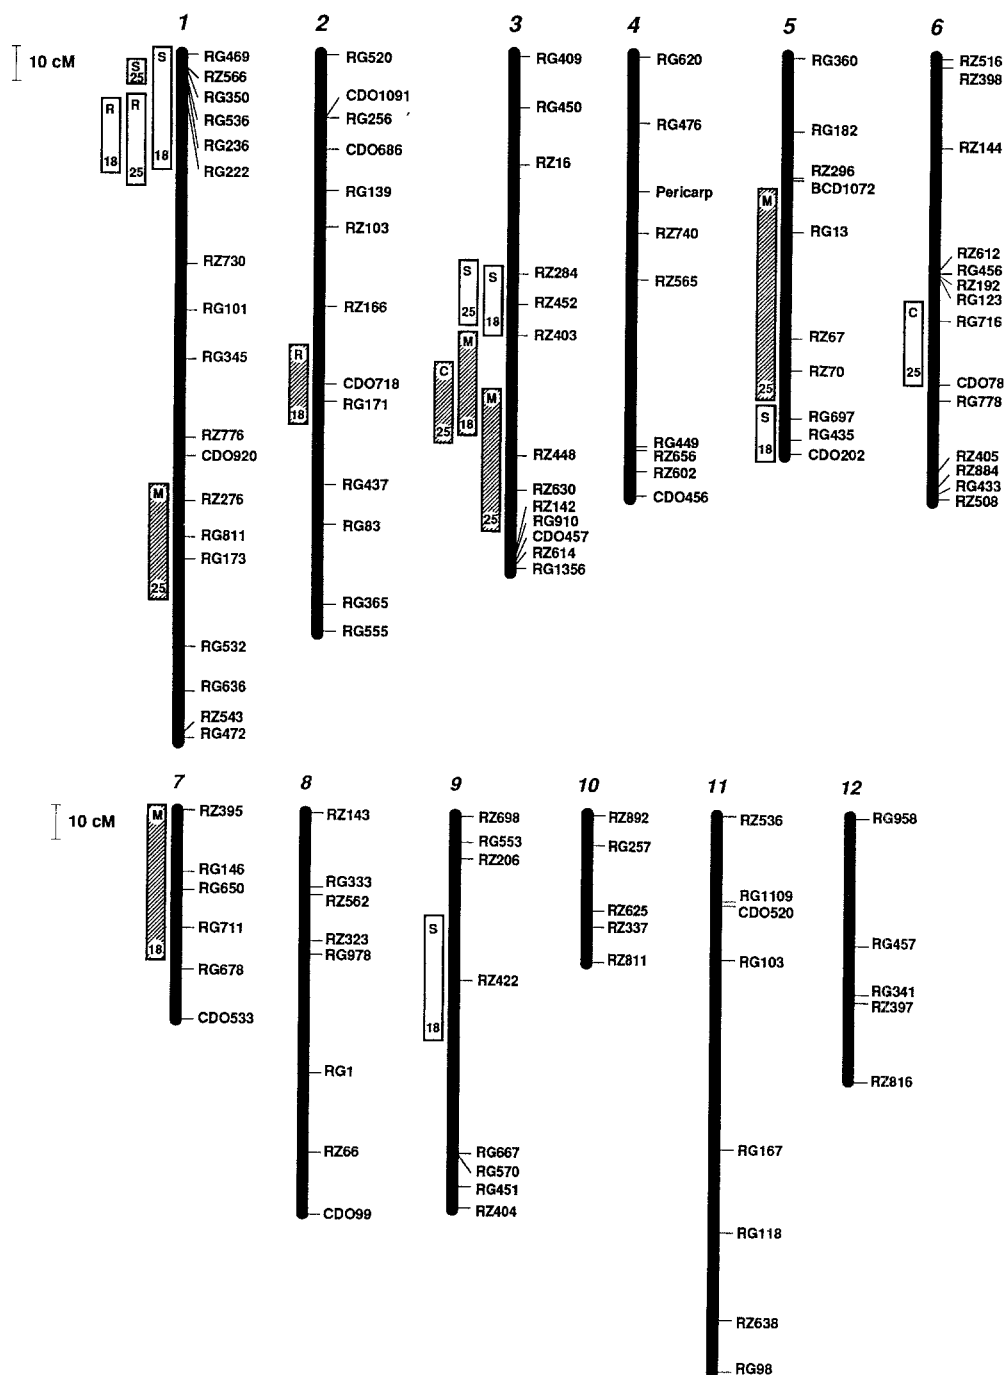 1 2 3 4 5 6
10 cM
S 25
S 18
R 18
R 25
RG469
RZ566
RG350
RG536
RG236
RG222
RZ730
RG101
RG345
RZ776
CDO920
M 25
RZ276
RG811
RG173
RG532
RG636
RZ543
RG472
RG520
CDO1091
RG256
CDO686
RG139
RZ103
RZ166
R 18
CDO718
RG171
RG437
RG83
RG365
RG555
RG409
RG450
RZ16
S 25
S 18
RZ284
RZ452
RZ403
C 25
M 18
M 25
RZ448
RZ630
RZ142
RG910
CDO457
RZ614
RG1356
RG620
RG476
Pericarp
RZ740
RZ565
RG449
RZ656
RZ602
CDO456
RG360
RG182
RZ296
BCD1072
M 25
RG13
RZ67
RZ70
S 18
RG697
RG435
CDO202
RZ516
RZ398
RZ144
RZ612
RG456
RZ192
RG123
C 25
RG716
CDO78
RG778
RZ405
RZ884
RG433
RZ508
7 8 9 10 11 12
10 cM
M 18
RZ395
RG146
RG650
RG711
RG678
CDO533
RZ143
RG333
RZ562
RZ323
RG978
RG1
RZ66
CDO99
RZ698
RG553
RZ206
S 18
RZ422
RG667
RG570
RG451
RZ404
RZ892
RG257
RZ625
RZ337
RZ811
RZ536
RG1109
CDO520
RG103
RG167
RG118
RZ638
RG98
RG958
RG457
RG341
RZ397
RZ816